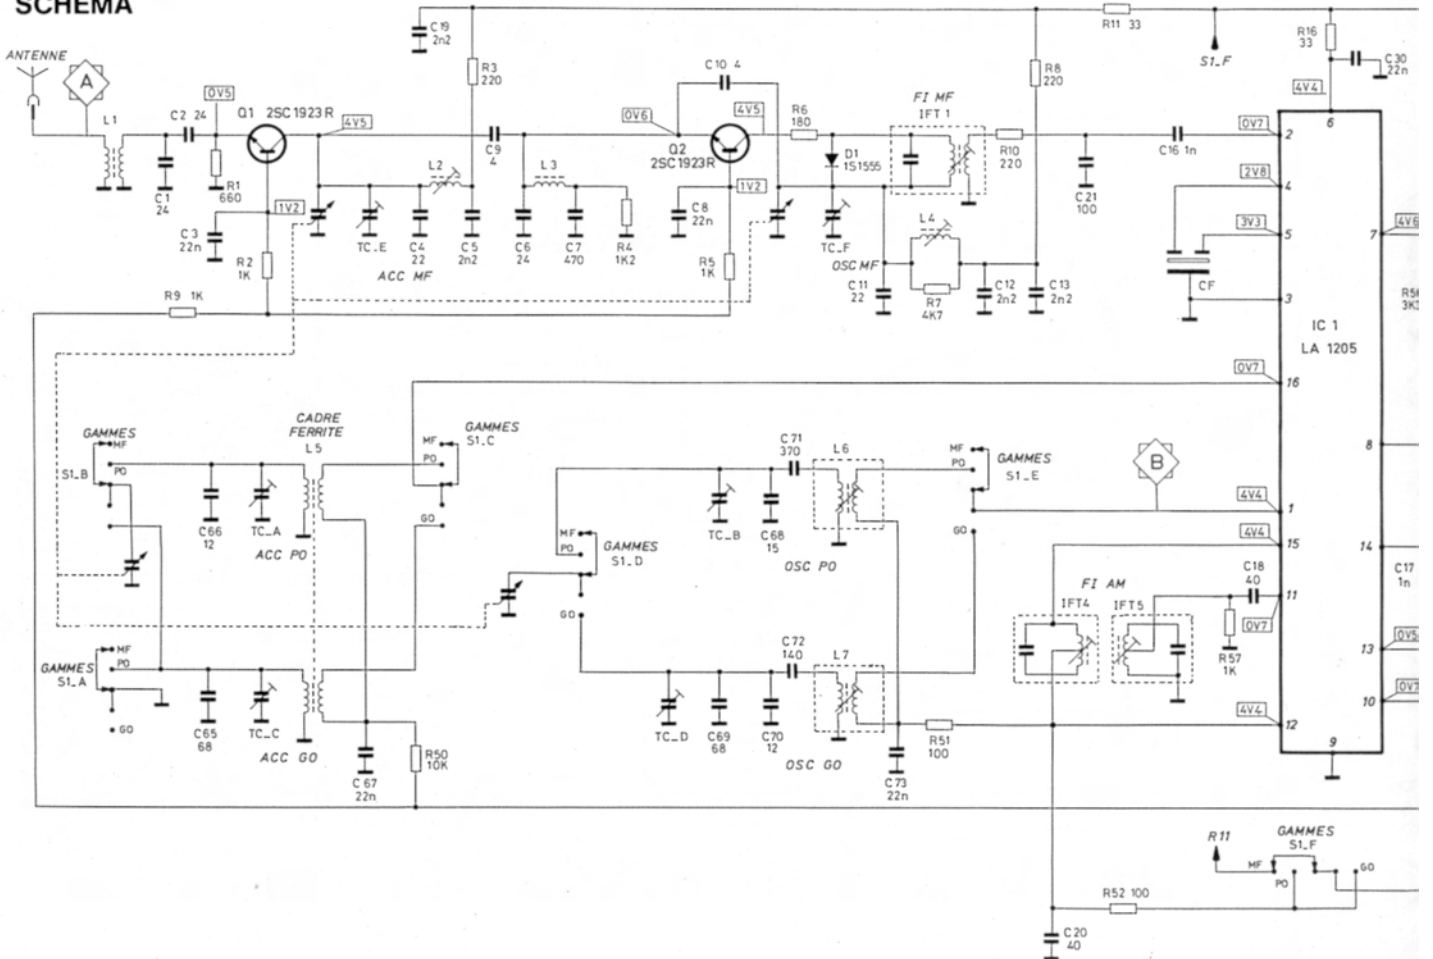 SCHEMA
ANTENNE
A
L1
C2 24
C1
24
0V5
R1
660
Q1 2SC1923R
C3
22n
1V2
R2
1K
R9 1K
C19
2n2
R3
220
4V5
L2
TC_E
C4
22
C5
2n2
ACC MF
C9
4
L3
C6
24
C7
470
R4
1K2
C10 4
0V6
4V5
Q2
2SC1923R
C8
22n
1V2
R5
1K
R6
180
D1
1S1555
TC_F
FI MF
IFT 1
R8
220
R10
220
L4
OSC MF
C11
22
R7
4K7
C12
2n2
C13
2n2
R11 33
S1_F
R16
33
C30
22n
4V4
6
C21
100
C16 1n
0V7
2
2V8
4
3V3
5
CF
3
7
4V6
IC 1
LA 1205
0V7
16
8
GAMMES
MF
S1_B
PO
C66
12
TC_A
ACC PO
CADRE
FERRITE
L5
MF
GAMMES
S1_C
PO
GO
GAMMES
S1_A
MF
PO
GO
C65
68
TC_C
ACC GO
C67
22n
R50
10K
MF
PO
GAMMES
S1_D
GO
C71
370
L6
TC_B
C68
15
OSC PO
MF
PO
GAMMES
S1_E
GO
C72
140
L7
TC_D
C69
68
C70
12
OSC GO
C73
22n
R51
100
B
4V4
1
4V4
15
14
C17
1n
FI AM
IFT4
IFT5
C18
40
11
0V7
R57
1K
0V5
13
0V7
10
4V4
12
9
R11
GAMMES
S1_F
MF
PO
GO
R52 100
C20
40